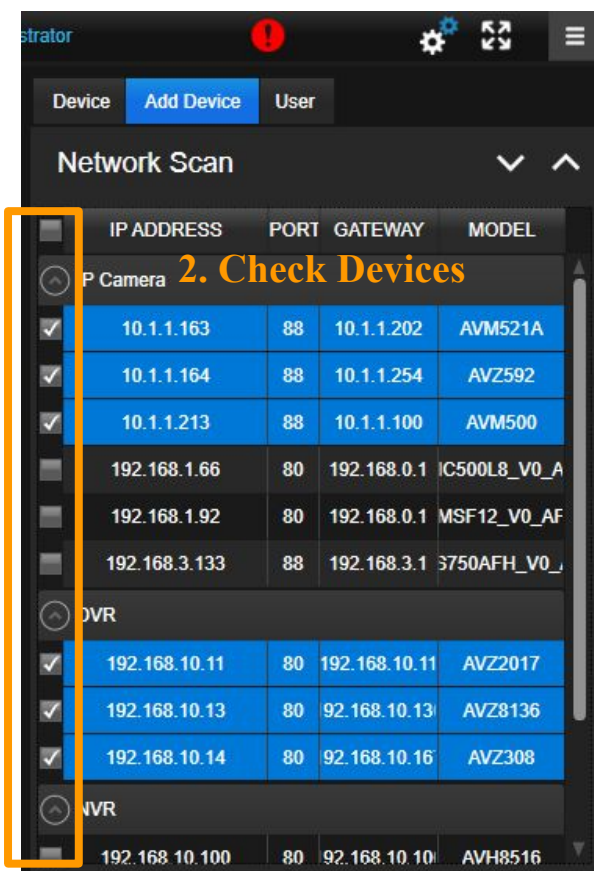 strator
Device Add Device User
Network Scan
IP ADDRESS PORT GATEWAY MODEL
IP Camera
2. Check Devices
10.1.1.163 88 10.1.1.202 AVM521A
10.1.1.164 88 10.1.1.254 AVZ592
10.1.1.213 88 10.1.1.100 AVM500
192.168.1.66 80 192.168.0.1 IC500L8_V0_A
192.168.1.92 80 192.168.0.1 MSF12_V0_AF
192.168.3.133 88 192.168.3.1 S750AFH_V0_
DVR
192.168.10.11 80 192.168.10.11 AVZ2017
192.168.10.13 80 92.168.10.13 AVZ8136
192.168.10.14 80 92.168.10.16 AVZ308
NVR
192.168.10.100 80 92.168.10.10 AVH8516